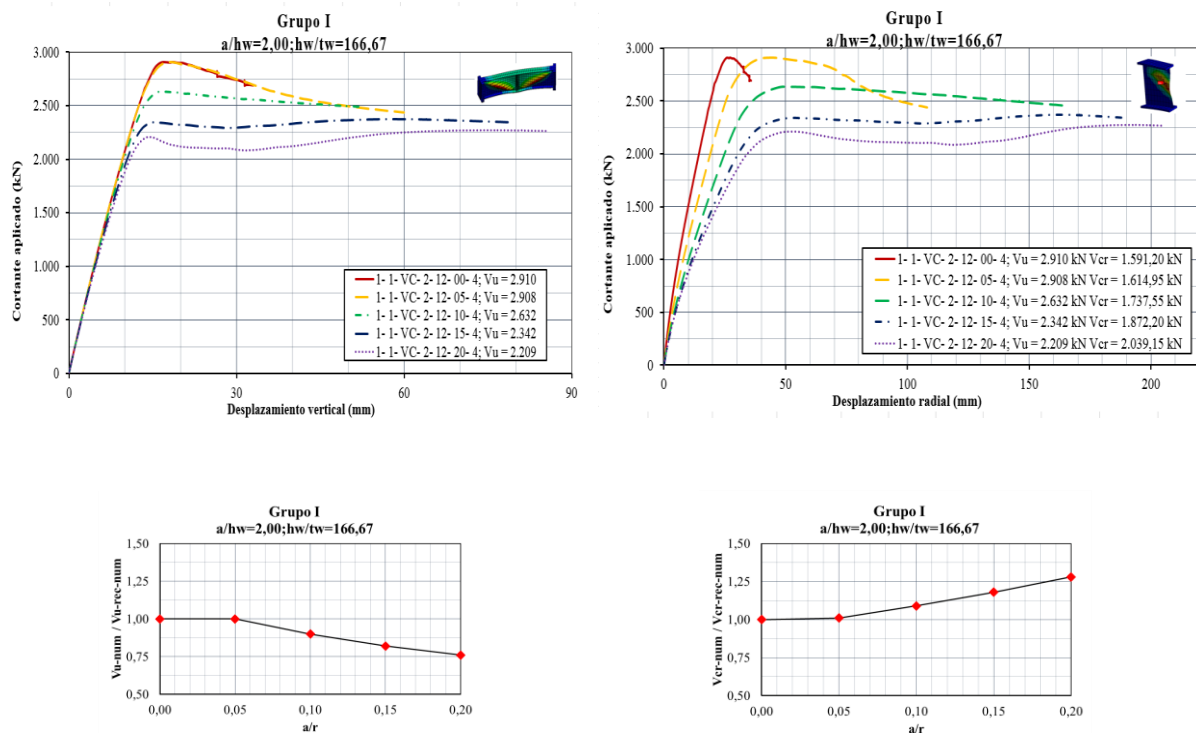 Grupo I
a/hw=2,00;hw/tw=166,67
3.000
2.500
2.000
1.500
1.000
500
0
0
30
60
90
Cortante aplicado (kN)
Desplazamiento vertical (mm)
1- 1- VC- 2- 12- 00- 4; Vu = 2.910
1- 1- VC- 2- 12- 05- 4; Vu = 2.908
1- 1- VC- 2- 12- 10- 4; Vu = 2.632
1- 1- VC- 2- 12- 15- 4; Vu = 2.342
1- 1- VC- 2- 12- 20- 4; Vu = 2.209
Grupo I
a/hw=2,00;hw/tw=166,67
3.000
2.500
2.000
1.500
1.000
500
0
0
50
100
150
200
Cortante aplicado (kN)
Desplazamiento radial (mm)
1- 1- VC- 2- 12- 00- 4; Vu = 2.910 kN Vcr = 1.591,20 kN
1- 1- VC- 2- 12- 05- 4; Vu = 2.908 kN Vcr = 1.614,95 kN
1- 1- VC- 2- 12- 10- 4; Vu = 2.632 kN Vcr = 1.737,55 kN
1- 1- VC- 2- 12- 15- 4; Vu = 2.342 kN Vcr = 1.872,20 kN
1- 1- VC- 2- 12- 20- 4; Vu = 2.209 kN Vcr = 2.039,15 kN
Grupo I
a/hw=2,00;hw/tw=166,67
1,50
1,25
1,00
0,75
0,50
0,00
0,05
0,10
0,15
0,20
Vu-num / Vu-rec-num
a/r
Grupo I
a/hw=2,00;hw/tw=166,67
1,50
1,25
1,00
0,75
0,50
0,00
0,05
0,10
0,15
0,20
Vcr-num / Vcr-rec-num
a/r